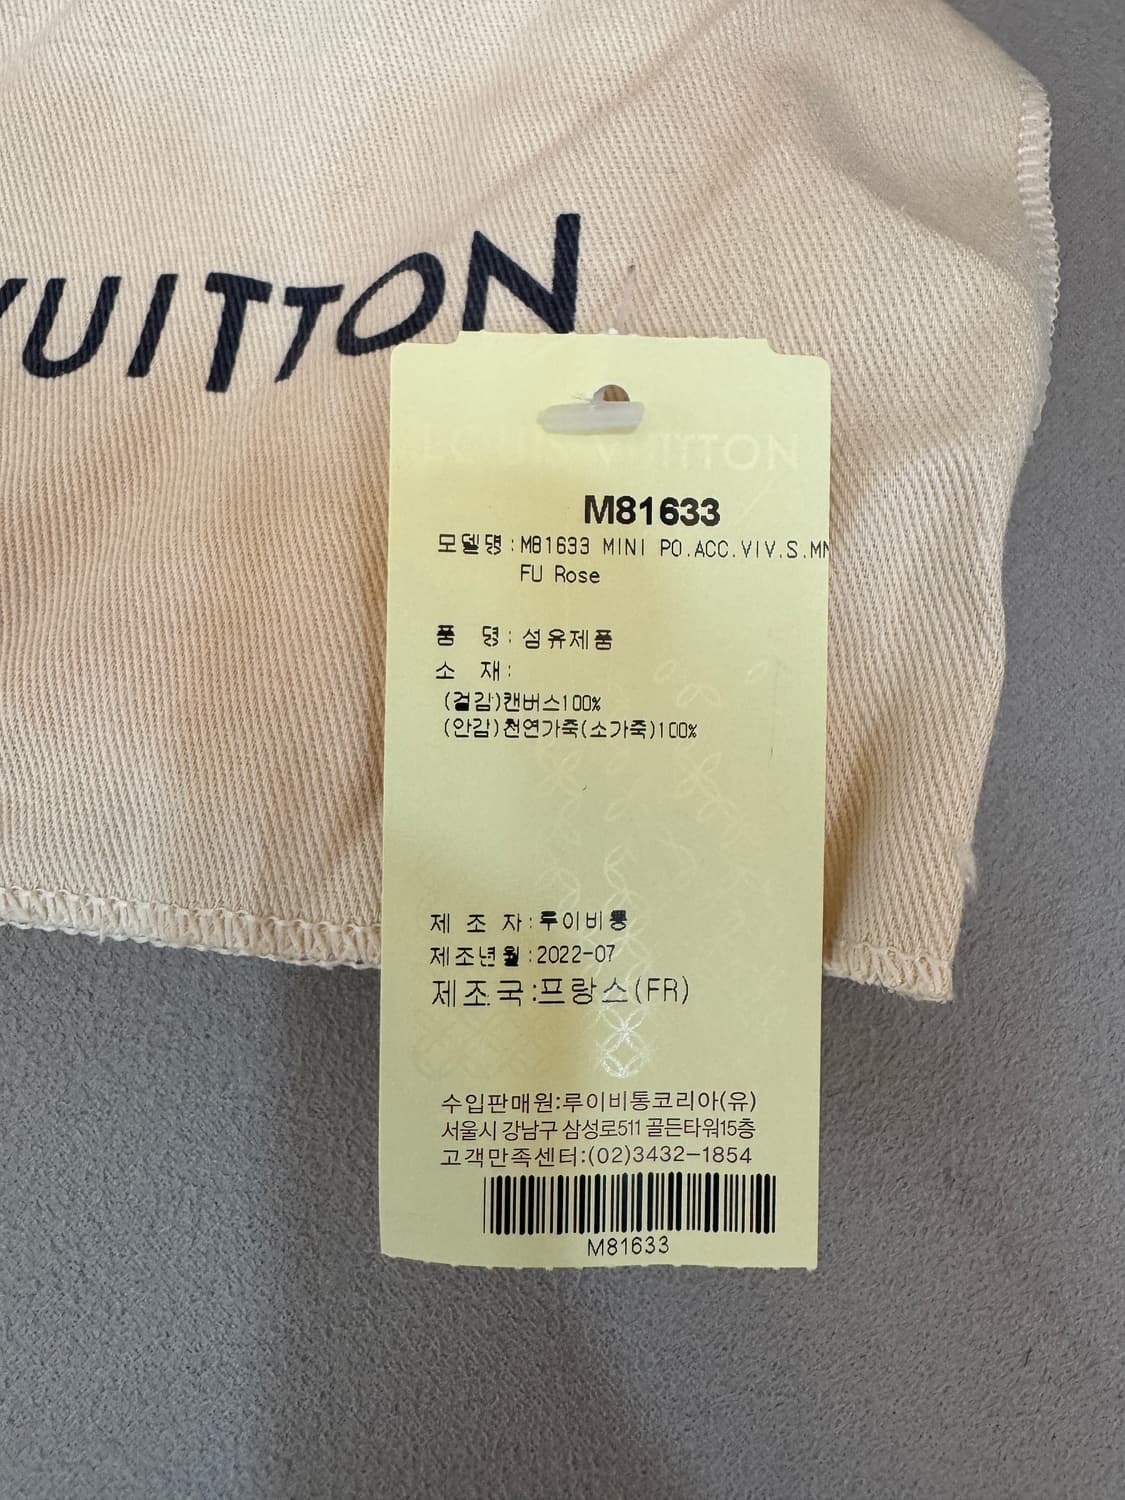 VUITTON
LOUIS VUITTON
M81633
모델명:M81633 MINI PO.ACC.VIV.S.MN
FU Rose
품 명: 섬유제품
소 재:
(겉감)캔버스100%
(안감)천연가죽(소가죽)100%
제 조 자:루이비통
제조년월:2022-07
제조국:프랑스(FR)
수입판매원:루이비통코리아(유)
서울시 강남구 삼성로511 골든타워15층
고객만족센터:(02)3432-1854
M81633